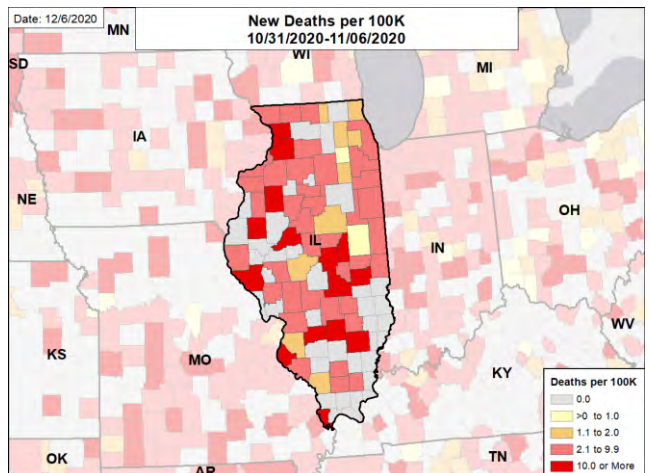 Date: 12/6/2020
New Deaths per 100K
10/31/2020-11/06/2020
MN
SD
WI
MI
IA
NE
IL
IN
OH
WV
KS
MO
KY
OK
AR
TN
Deaths per 100K
0.0
>0 to 1.0
1.1 to 2.0
2.1 to 9.9
10.0 or More